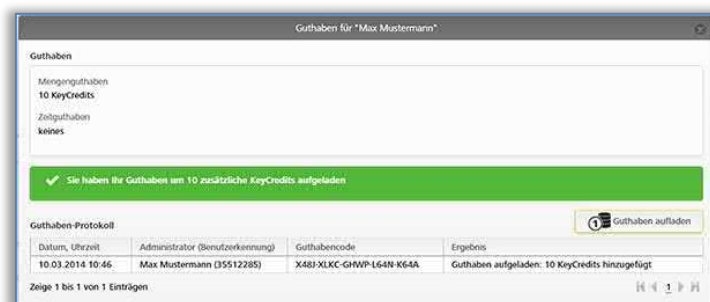 Guthaben für "Max Mustermann"
Guthaben
Mengenguthaben
10 KeyCredits
Zeitguthaben
keines
Sie haben Ihr Guthaben um 10 zusätzliche KeyCredits aufgeladen
1 Guthaben aufladen
Guthaben-Protokoll
Datum, Uhrzeit Administrator (Benutzerkennung) Guthabencode Ergebnis
10.03.2014 10:46 Max Mustermann (35512285) X48J-XLKC-GHWP-L64N-K64A Guthaben aufgeladen: 10 KeyCredits hinzugefügt
Zeige 1 bis 1 von 1 Einträgen 1